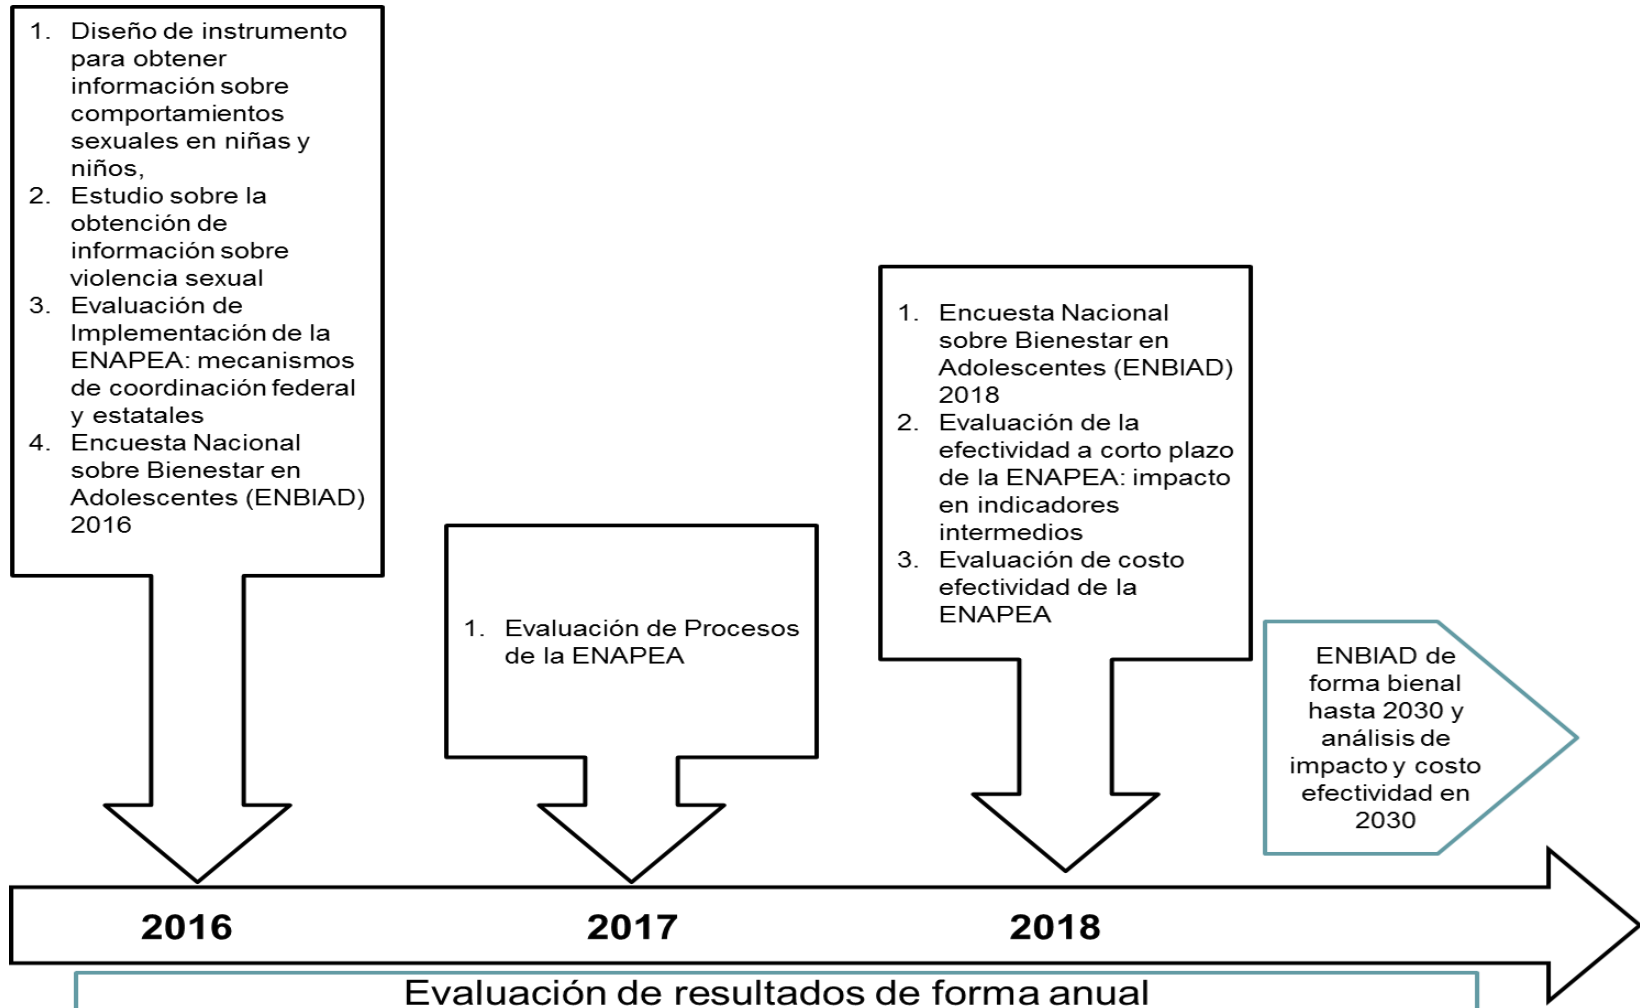 1. Diseño de instrumento
para obtener
información sobre
comportamientos
sexuales en niñas y
niños,
2. Estudio sobre la
obtención de
información sobre
violencia sexual
3. Evaluación de
Implementación de la
ENAPEA: mecanismos
de coordinación federal
y estatales
4. Encuesta Nacional
sobre Bienestar en
Adolescentes (ENBIAD)
2016
1. Evaluación de Procesos
de la ENAPEA
1. Encuesta Nacional
sobre Bienestar en
Adolescentes (ENBIAD)
2018
2. Evaluación de la
efectividad a corto plazo
de la ENAPEA: impacto
en indicadores
intermedios
3. Evaluación de costo
efectividad de la
ENAPEA
ENBIAD de
forma bienal
hasta 2030 y
análisis de
impacto y costo
efectividad en
2030
2016
2017
2018
Evaluación de resultados de forma anual